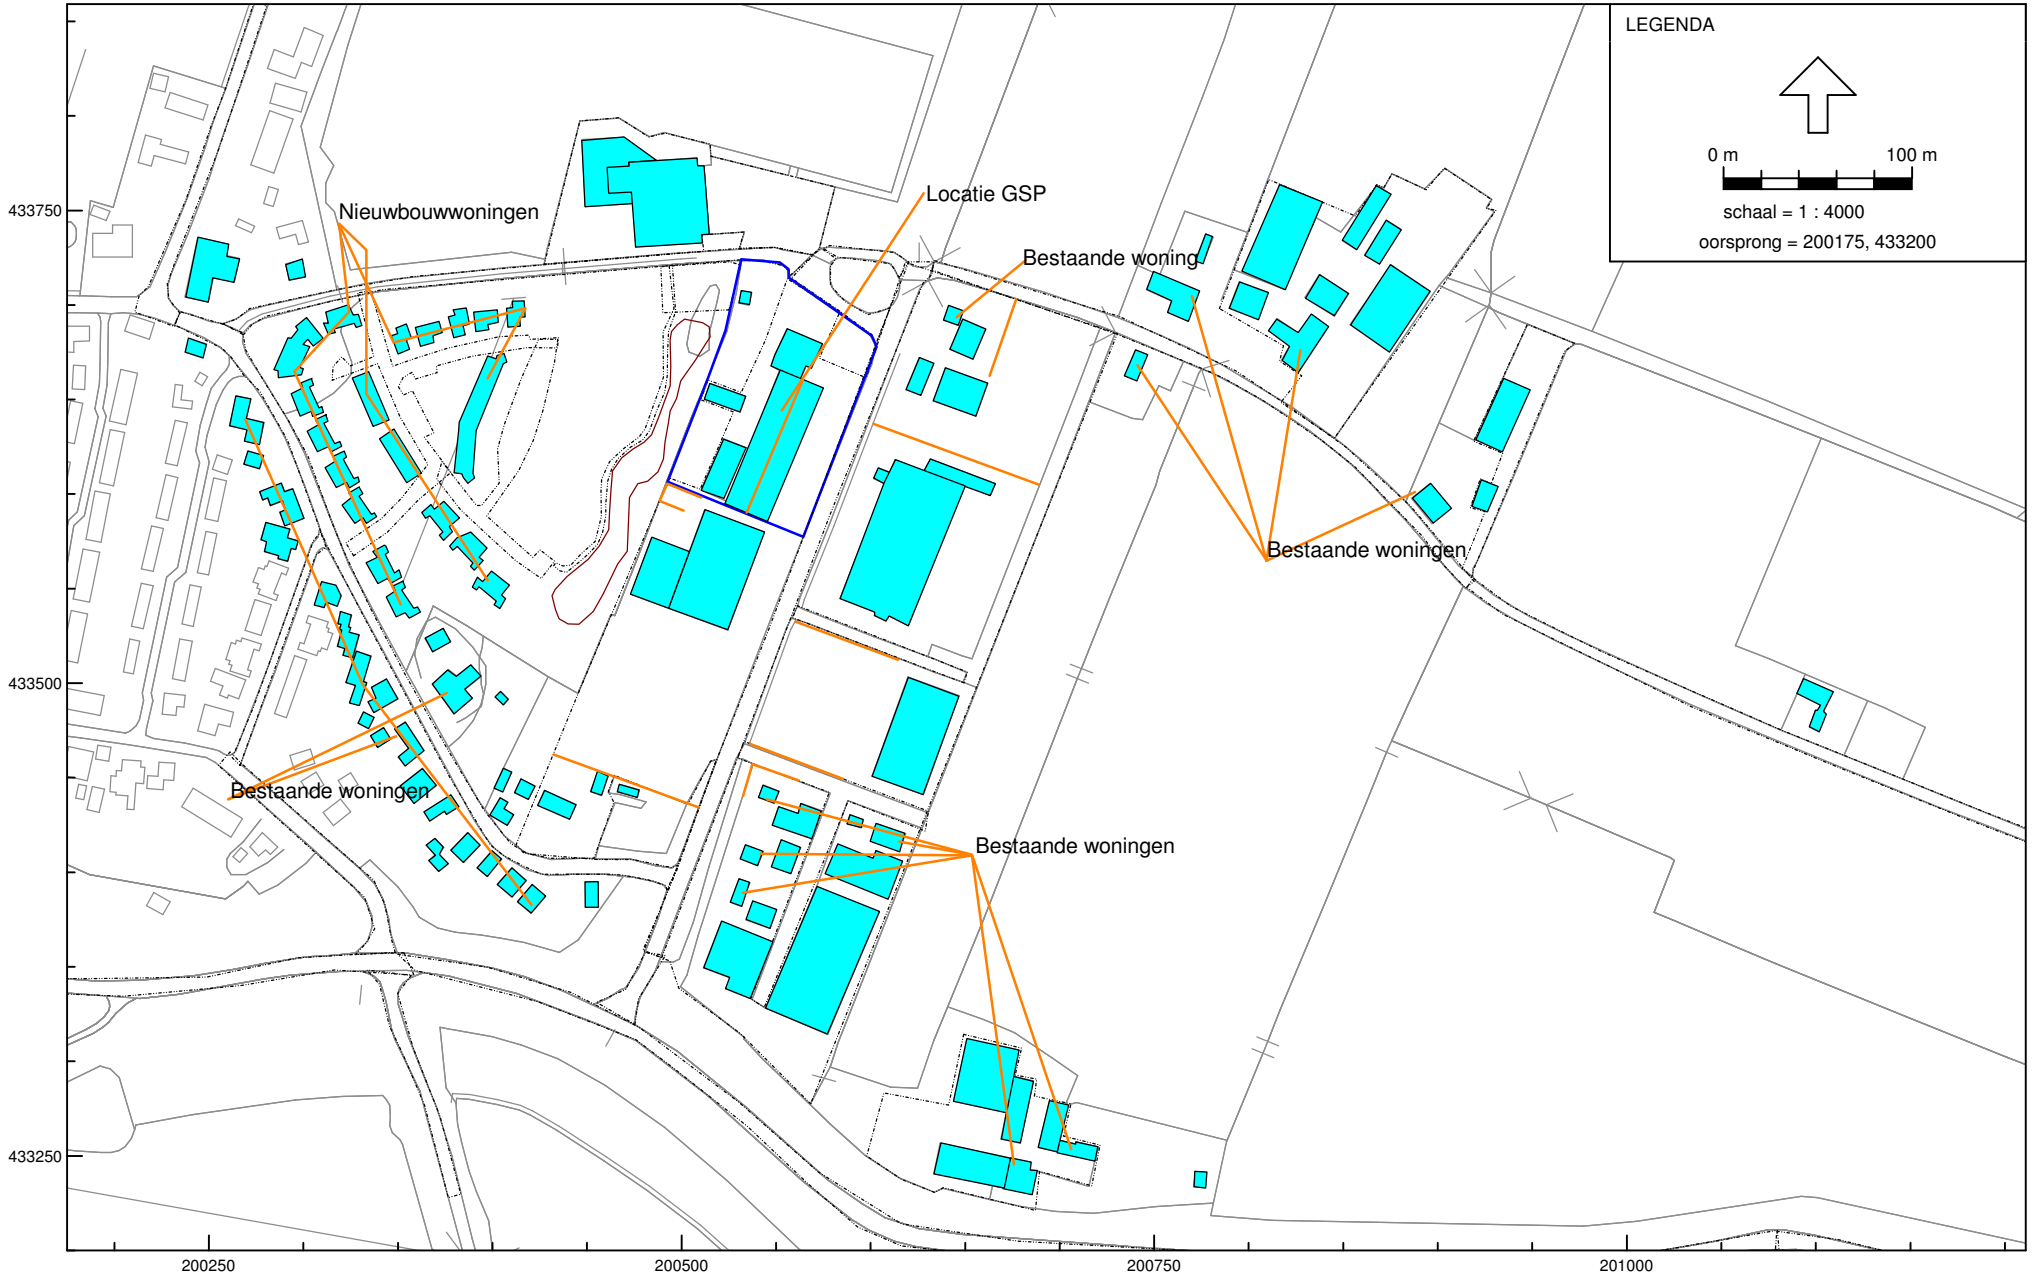 LEGENDA
0 m 100 m
schaal = 1 : 4000
oorsprong = 200175, 433200
Locatie GSP
433750
Nieuwbouwwoningen
Bestaande woning
Bestaande woningen
433500
Bestaande woningen
Bestaande woningen
433250
200250 200500 200750 201000